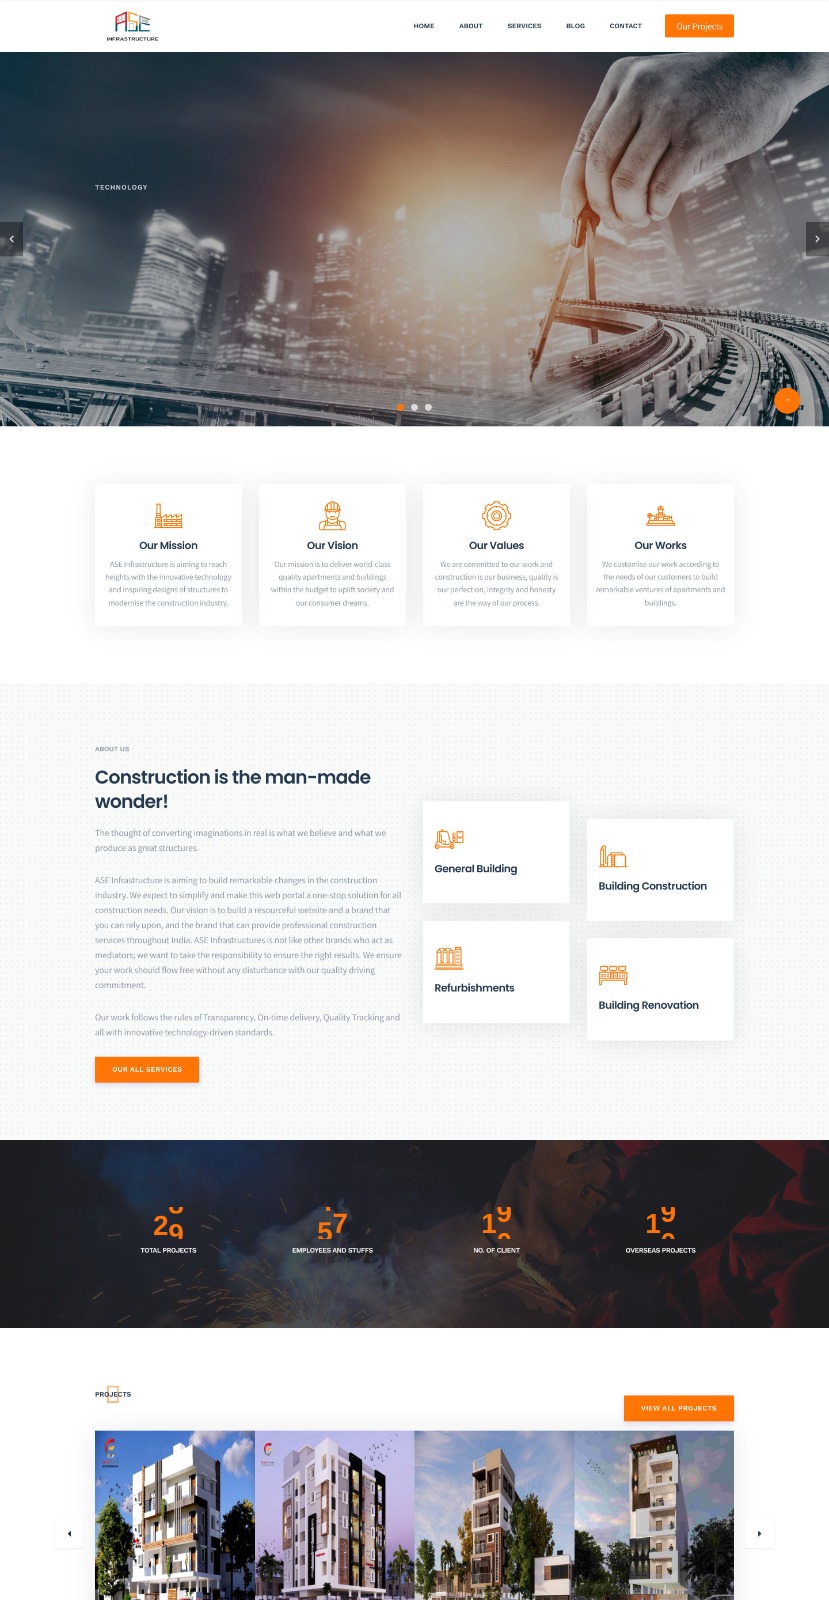 ASE
INFRASTRUCTURE
HOME ABOUT SERVICES BLOG CONTACT Our Projects
TECHNOLOGY
Our Mission
ASE Infrastructure is aiming to reach
heights with the innovative technology
and inspiring designs of structures to
modernise the construction industry.
Our Vision
Our mission is to deliver world-class
quality apartments and buildings
within the budget to uplift society and
our consumer dreams.
Our Values
We are committed to our work and
construction is our business, quality is
our perfection, integrity and honesty
are the way of our process.
Our Works
We customise our work according to
the needs of our customers to build
remarkable ventures of apartments and
buildings.
ABOUT US
Construction is the man-made
wonder!
The thought of converting imaginations in real is what we believe and what we
produce as great structures.
ASE Infrastructure is aiming to build remarkable changes in the construction
industry. We expect to simplify and make this web portal a one-stop solution for all
construction needs. Our vision is to build a resourceful website and a brand that
you can rely upon, and the brand that can provide professional construction
services throughout India. ASE Infrastructures is not like other brands who act as
mediators; we want to take the responsibility to ensure the right results. We ensure
your work should flow free without any disturbance with our quality driving
commitment.
Our work follows the rules of Transparency, On-time delivery, Quality Tracking and
all with innovative technology-driven standards.
OUR ALL SERVICES
General Building
Building Construction
Refurbishments
Building Renovation
TOTAL PROJECTS
EMPLOYEES AND STUFFS
NO. OF CLIENT
OVERSEAS PROJECTS
PROJECTS
VIEW ALL PROJECTS